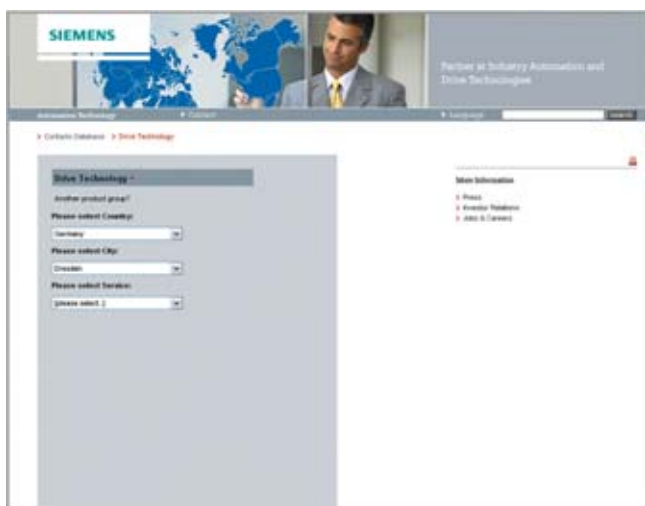 SIEMENS
Partner at Industry Automation and
Drive Technologies
Automation Technology
Contact
Language
Search
Contacts Database
Drive Technology
Drive Technology -
Another product group?
Please select Country:
Germany
Please select City:
Dresden
Please select Service:
[please select..]
More Information
Press
Investor Relations
Jobs & Careers